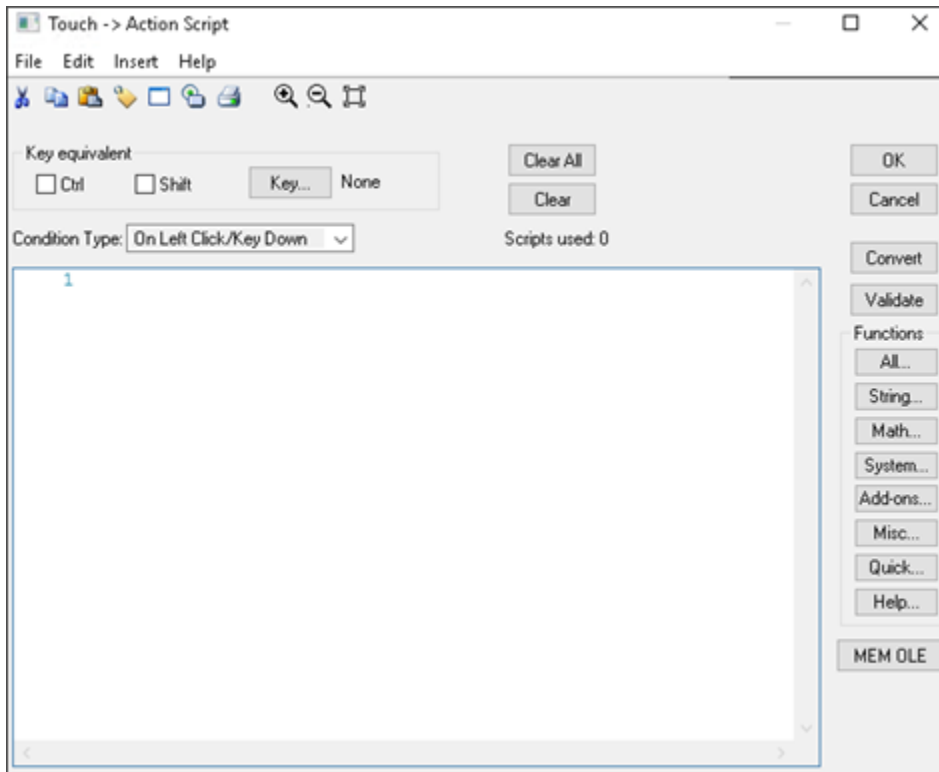 Touch -> Action Script
File Edit Insert Help
Key equivalent
Ctrl Shift Key... None
Clear All
Clear
OK
Cancel
Condition Type: On Left Click/Key Down
Scripts used: 0
Convert
Validate
1
Functions
All...
String...
Math...
System...
Add-ons...
Misc...
Quick...
Help...
MEM OLE